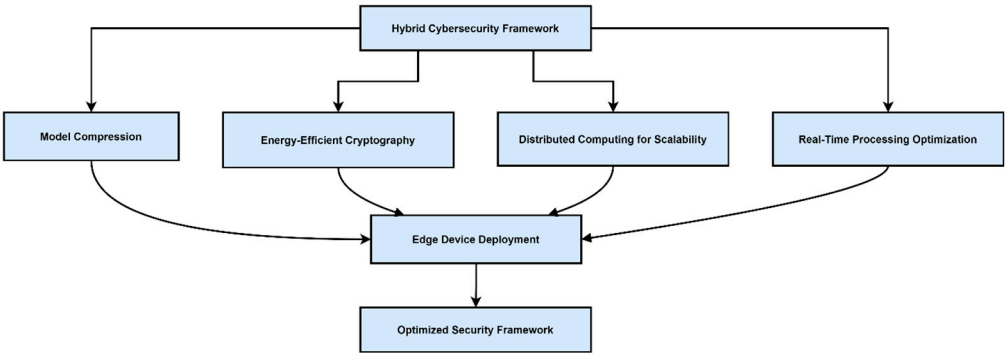 Hybrid Cybersecurity Framework
Model Compression
Energy-Efficient Cryptography
Distributed Computing for Scalability
Real-Time Processing Optimization
Edge Device Deployment
Optimized Security Framework